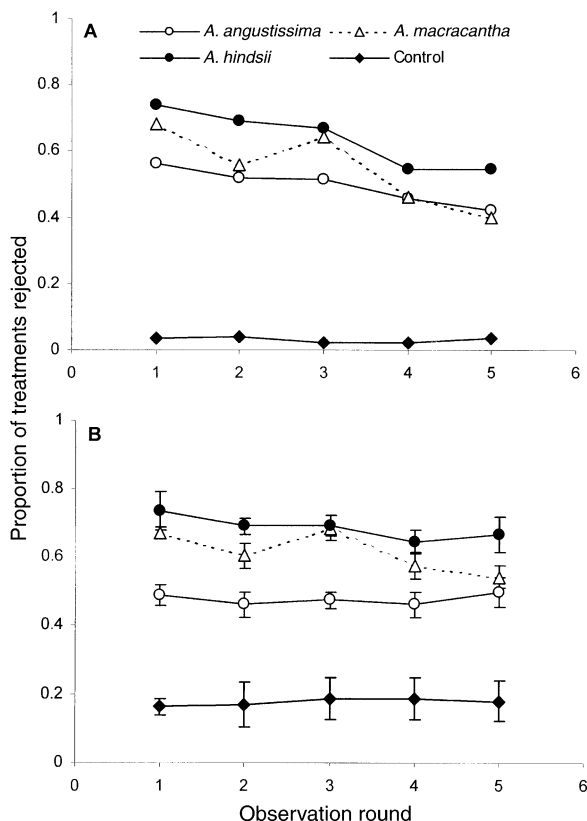 A
A. angustissima
A. macracantha
A. hindsii
Control
1
0.8
0.6
0.4
0.2
0
0 1 2 3 4 5 6
Proportion of treatments rejected
B
1
0.8
0.6
0.4
0.2
0
0 1 2 3 4 5 6
Observation round